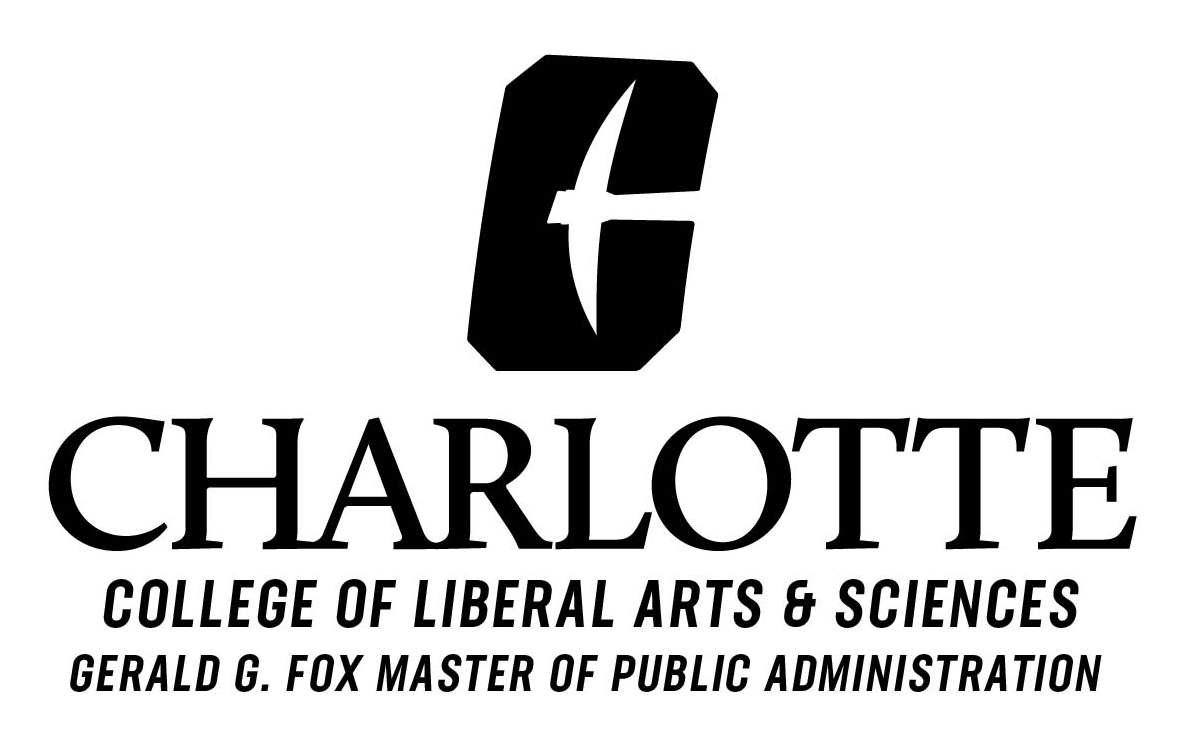 CHARLOTTE
COLLEGE OF LIBERAL ARTS & SCIENCES
GERALD G. FOX MASTER OF PUBLIC ADMINISTRATION